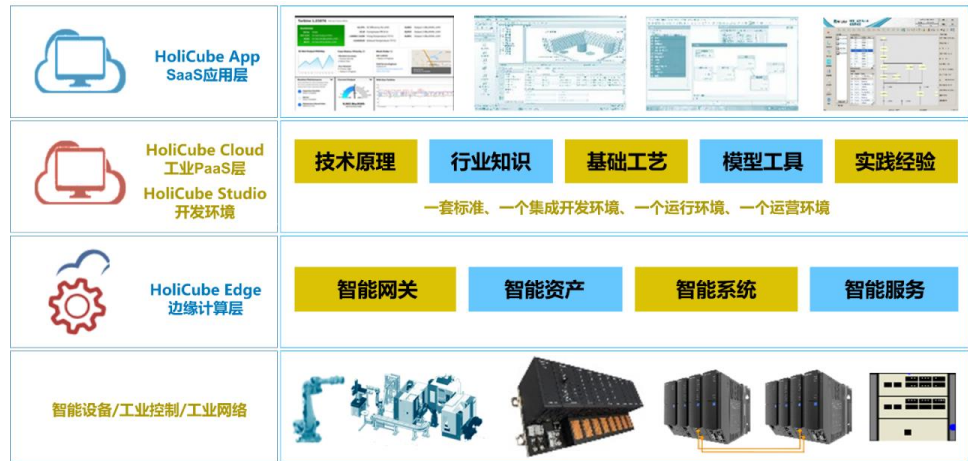 HoliCube App
SaaS应用层
HoliCube Cloud
工业PaaS层
HoliCube Studio
开发环境
技术原理
行业知识
基础工艺
模型工具
实践经验
一套标准、一个集成开发环境、一个运行环境、一个运营环境
HoliCube Edge
边缘计算层
智能网关
智能资产
智能系统
智能服务
智能设备/工业控制/工业网络